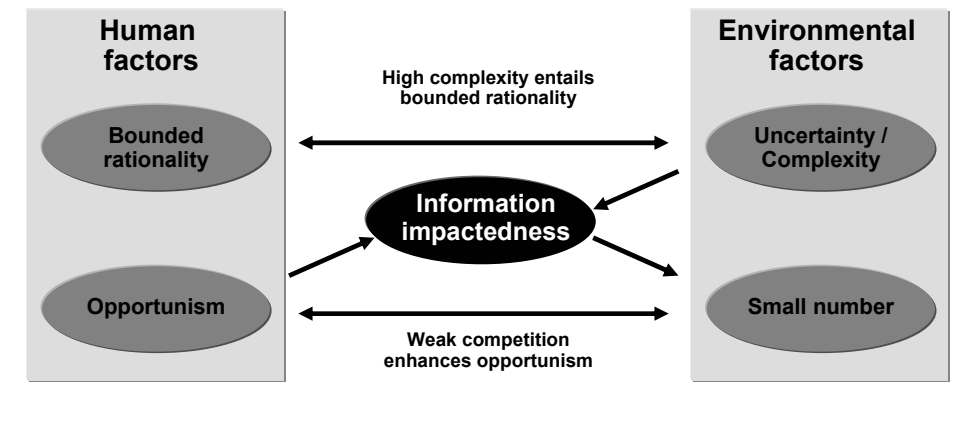 Human
factors
Bounded
rationality
Opportunism
High complexity entails
bounded rationality
Information
impactedness
Weak competition
enhances opportunism
Environmental
factors
Uncertainty /
Complexity
Small number